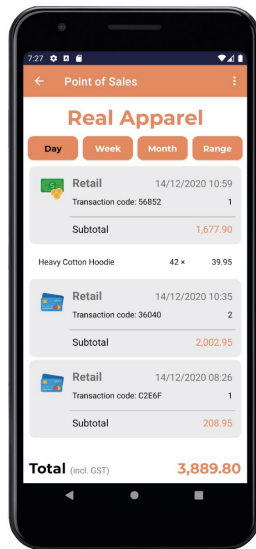 7:27
Point of Sales
Real Apparel
Day Week Month Range
Retail 14/12/2020 10:59
Transaction code: 56852 1
Subtotal 1,677.90
Heavy Cotton Hoodie 42 × 39.95
Retail 14/12/2020 10:35
Transaction code: 36040 2
Subtotal 2,002.95
Retail 14/12/2020 08:26
Transaction code: C2E6F 1
Subtotal 208.95
Total (incl. GST) 3,889.80